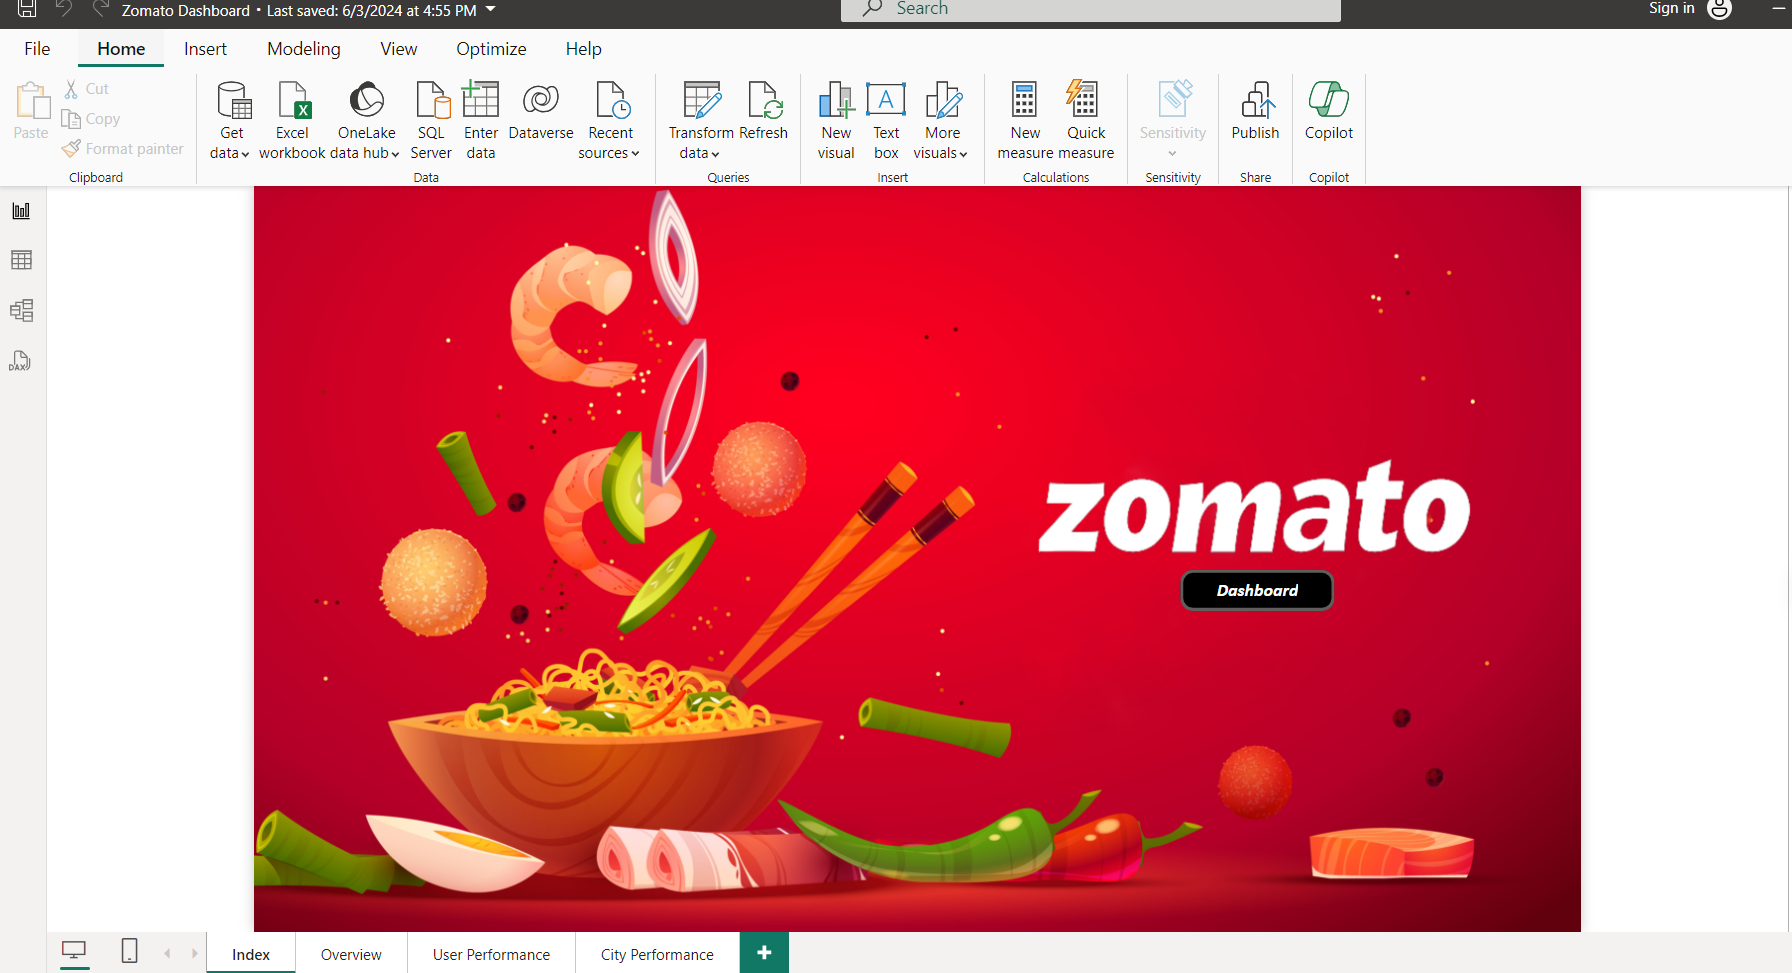 Zomato Dashboard • Last saved: 6/3/2024 at 4:55 PM
Search
Sign in
File Home Insert Modeling View Optimize Help
Paste
Cut
Copy
Format painter
Clipboard
Get data
Excel workbook
OneLake data hub
SQL Server
Enter data
Dataverse
Recent sources
Data
Transform data
Refresh
Queries
New visual
Text box
More visuals
Insert
New measure
Quick measure
Calculations
Sensitivity
Sensitivity
Publish
Share
Copilot
Copilot
DAX
zomato
Dashboard
Index Overview User Performance City Performance